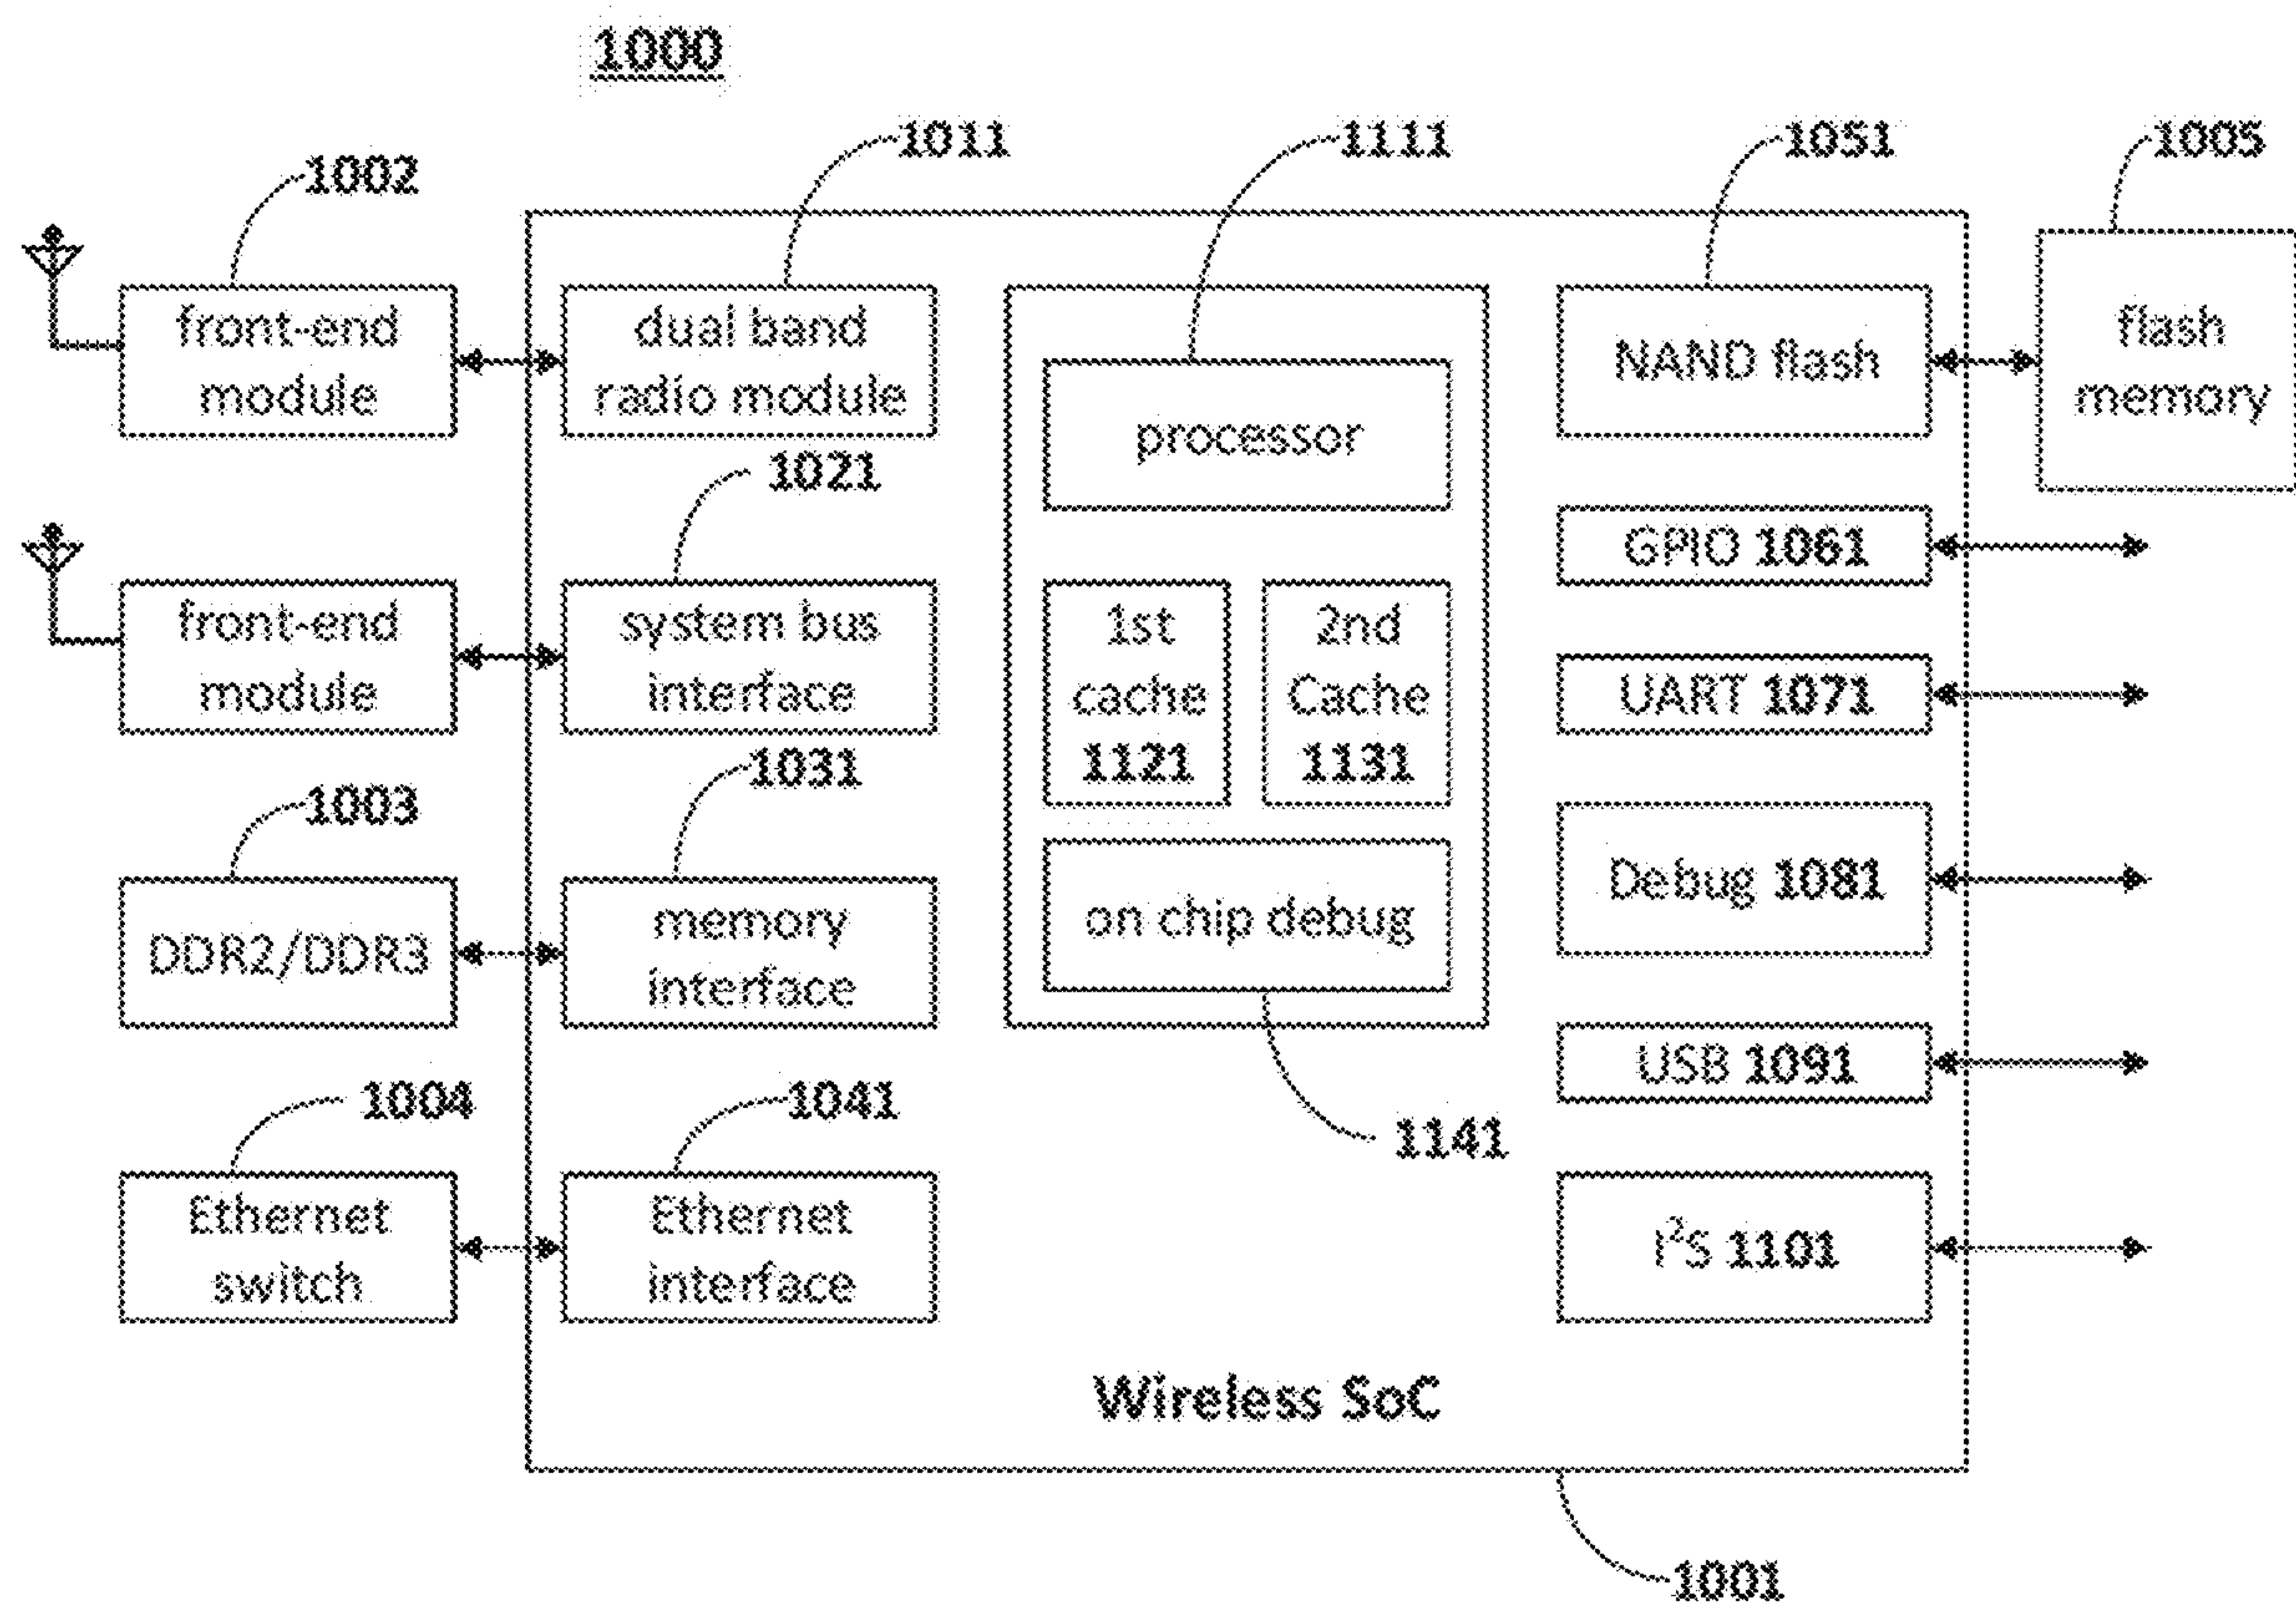 1000
1002
1011
1111
1051
1005
front-end
module
dual band
radio module
processor
NAND flash
flash
memory
1021
GPIO 1061
front-end
module
system bus
interface
1st
cache
1121
2nd
Cache
1131
UART 1071
1003
1031
DDR2/DDR3
memory
interface
on chip debug
Debug 1081
1004
1041
1141
USB 1091
Ethernet
switch
Ethernet
interface
I²S 1101
Wireless SoC
1001